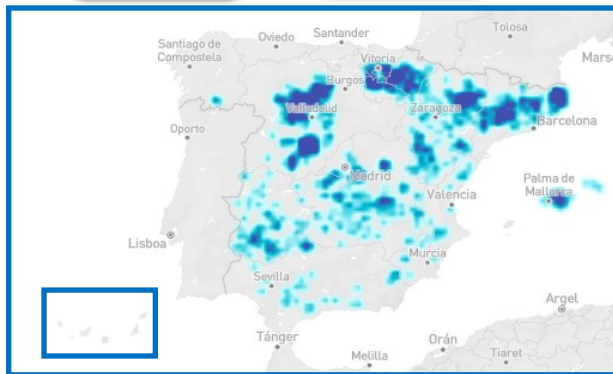 Tolosa
Santander
Oviedo
Santiago de
Compostela
Vitoria
Marse
Burgos
Valladolid
Zaragoza
Barcelona
Oporto
Madrid
Palma de
Mallorca
Valencia
Lisboa
Murcia
Sevilla
Argel
Tánger
Orán
Melilla
Tiaret